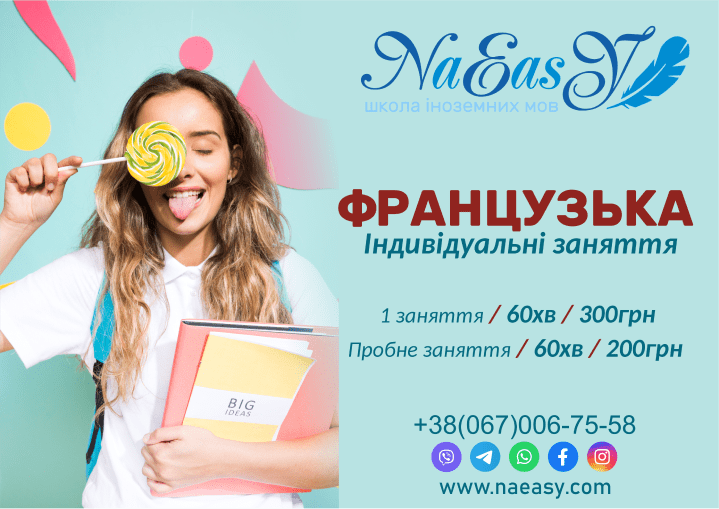 NaEasy
школа іноземних мов
ФРАНЦУЗЬКА
Індивідуальні заняття
1 заняття / 60хв / 300грн
Пробне заняття / 60хв / 200грн
BIG
IDEAS
+38(067)006-75-58
www.naeasy.com